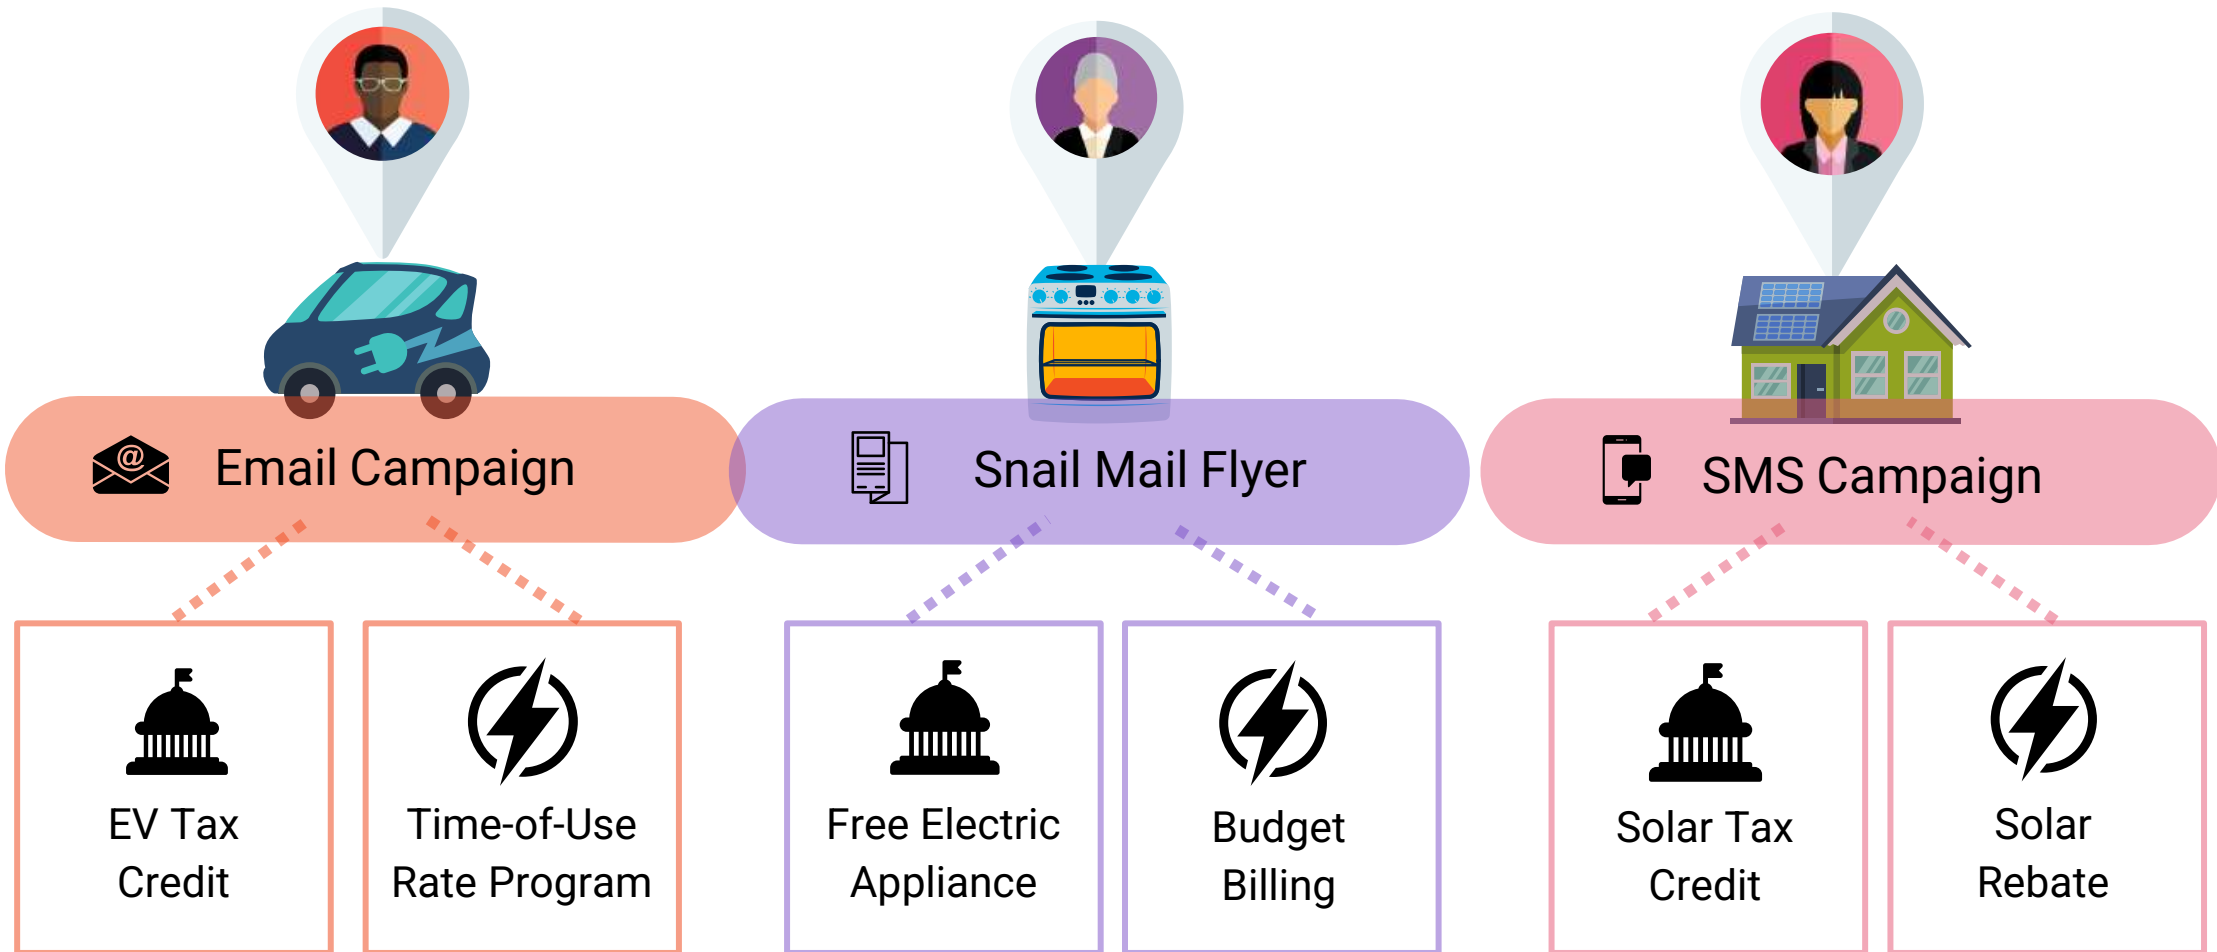 Email Campaign
Snail Mail Flyer
SMS Campaign
EV Tax
Credit
Time-of-Use
Rate Program
Free Electric
Appliance
Budget
Billing
Solar Tax
Credit
Solar
Rebate